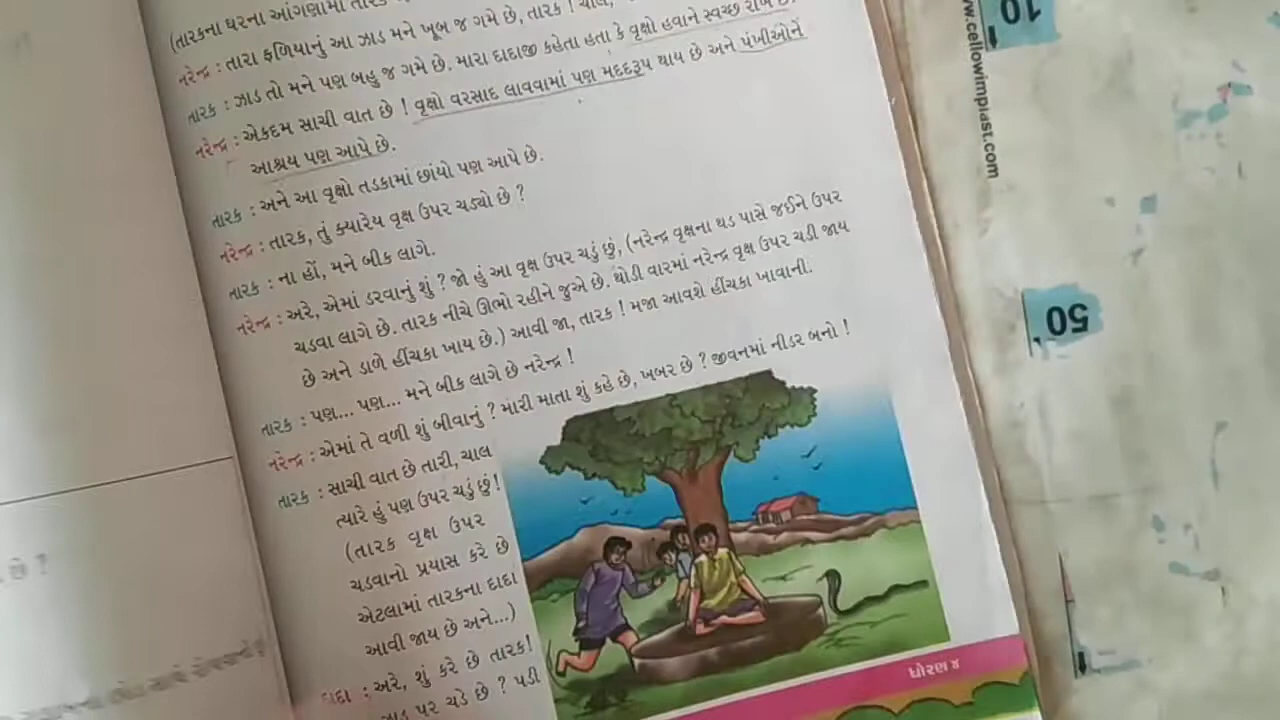 (તારકના ઘરના આંગણામાં
નરેન્દ્ર : તારા ફળિયાનું આ ઝાડ મને ખૂબ જ ગમે છે, તારક ! ચાલ,
તારક : ઝાડ તો મને પણ બહુ જ ગમે છે. મારા દાદાજી કહેતા હતા કે વૃક્ષો હવાને સ્વચ્છ રાખે છે.
નરેન્દ્ર : એકદમ સાચી વાત છે ! વૃક્ષો વરસાદ લાવવામાં પણ મદદરૂપ થાય છે અને પંખીઓને
આશ્રય પણ આપે છે.
તારક : અને આ વૃક્ષો તડકામાં છાંયો પણ આપે છે.
નરેન્દ્ર : તારક, તું ક્યારેય વૃક્ષ ઉપર ચડ્યો છે ?
તારક : ના હોં, મને બીક લાગે.
નરેન્દ્ર : અરે, એમાં ડરવાનું શું ? જો હું આ વૃક્ષ ઉપર ચડું છું, (નરેન્દ્ર વૃક્ષના થડ પાસે જઈને ઉપર
ચડવા લાગે છે. તારક નીચે ઊભો રહીને જુએ છે. થોડી વારમાં નરેન્દ્ર વૃક્ષ ઉપર ચડી જાય
છે અને ડાળે હીંચકા ખાય છે.) આવી જા, તારક ! મજા આવશે હીંચકા ખાવાની.
તારક : પણ... પણ... મને બીક લાગે છે નરેન્દ્ર !
નરેન્દ્ર : એમાં તે વળી શું બીવાનું ? મારી માતા શું કહે છે, ખબર છે ? જીવનમાં નીડર બનો !
તારક : સાચી વાત છે તારી, ચાલ
ત્યારે હું પણ ઉપર ચડું છું !
(તારક વૃક્ષ ઉપર
ચડવાનો પ્રયાસ કરે છે
એટલામાં તારકના દાદા
આવી જાય છે અને...)
દાદા : અરે, શું કરે છે તારક!
ઝાડ પર ચડે છે ? પડી
ધોરણ ૪
www.cellowimplast.com
10
50